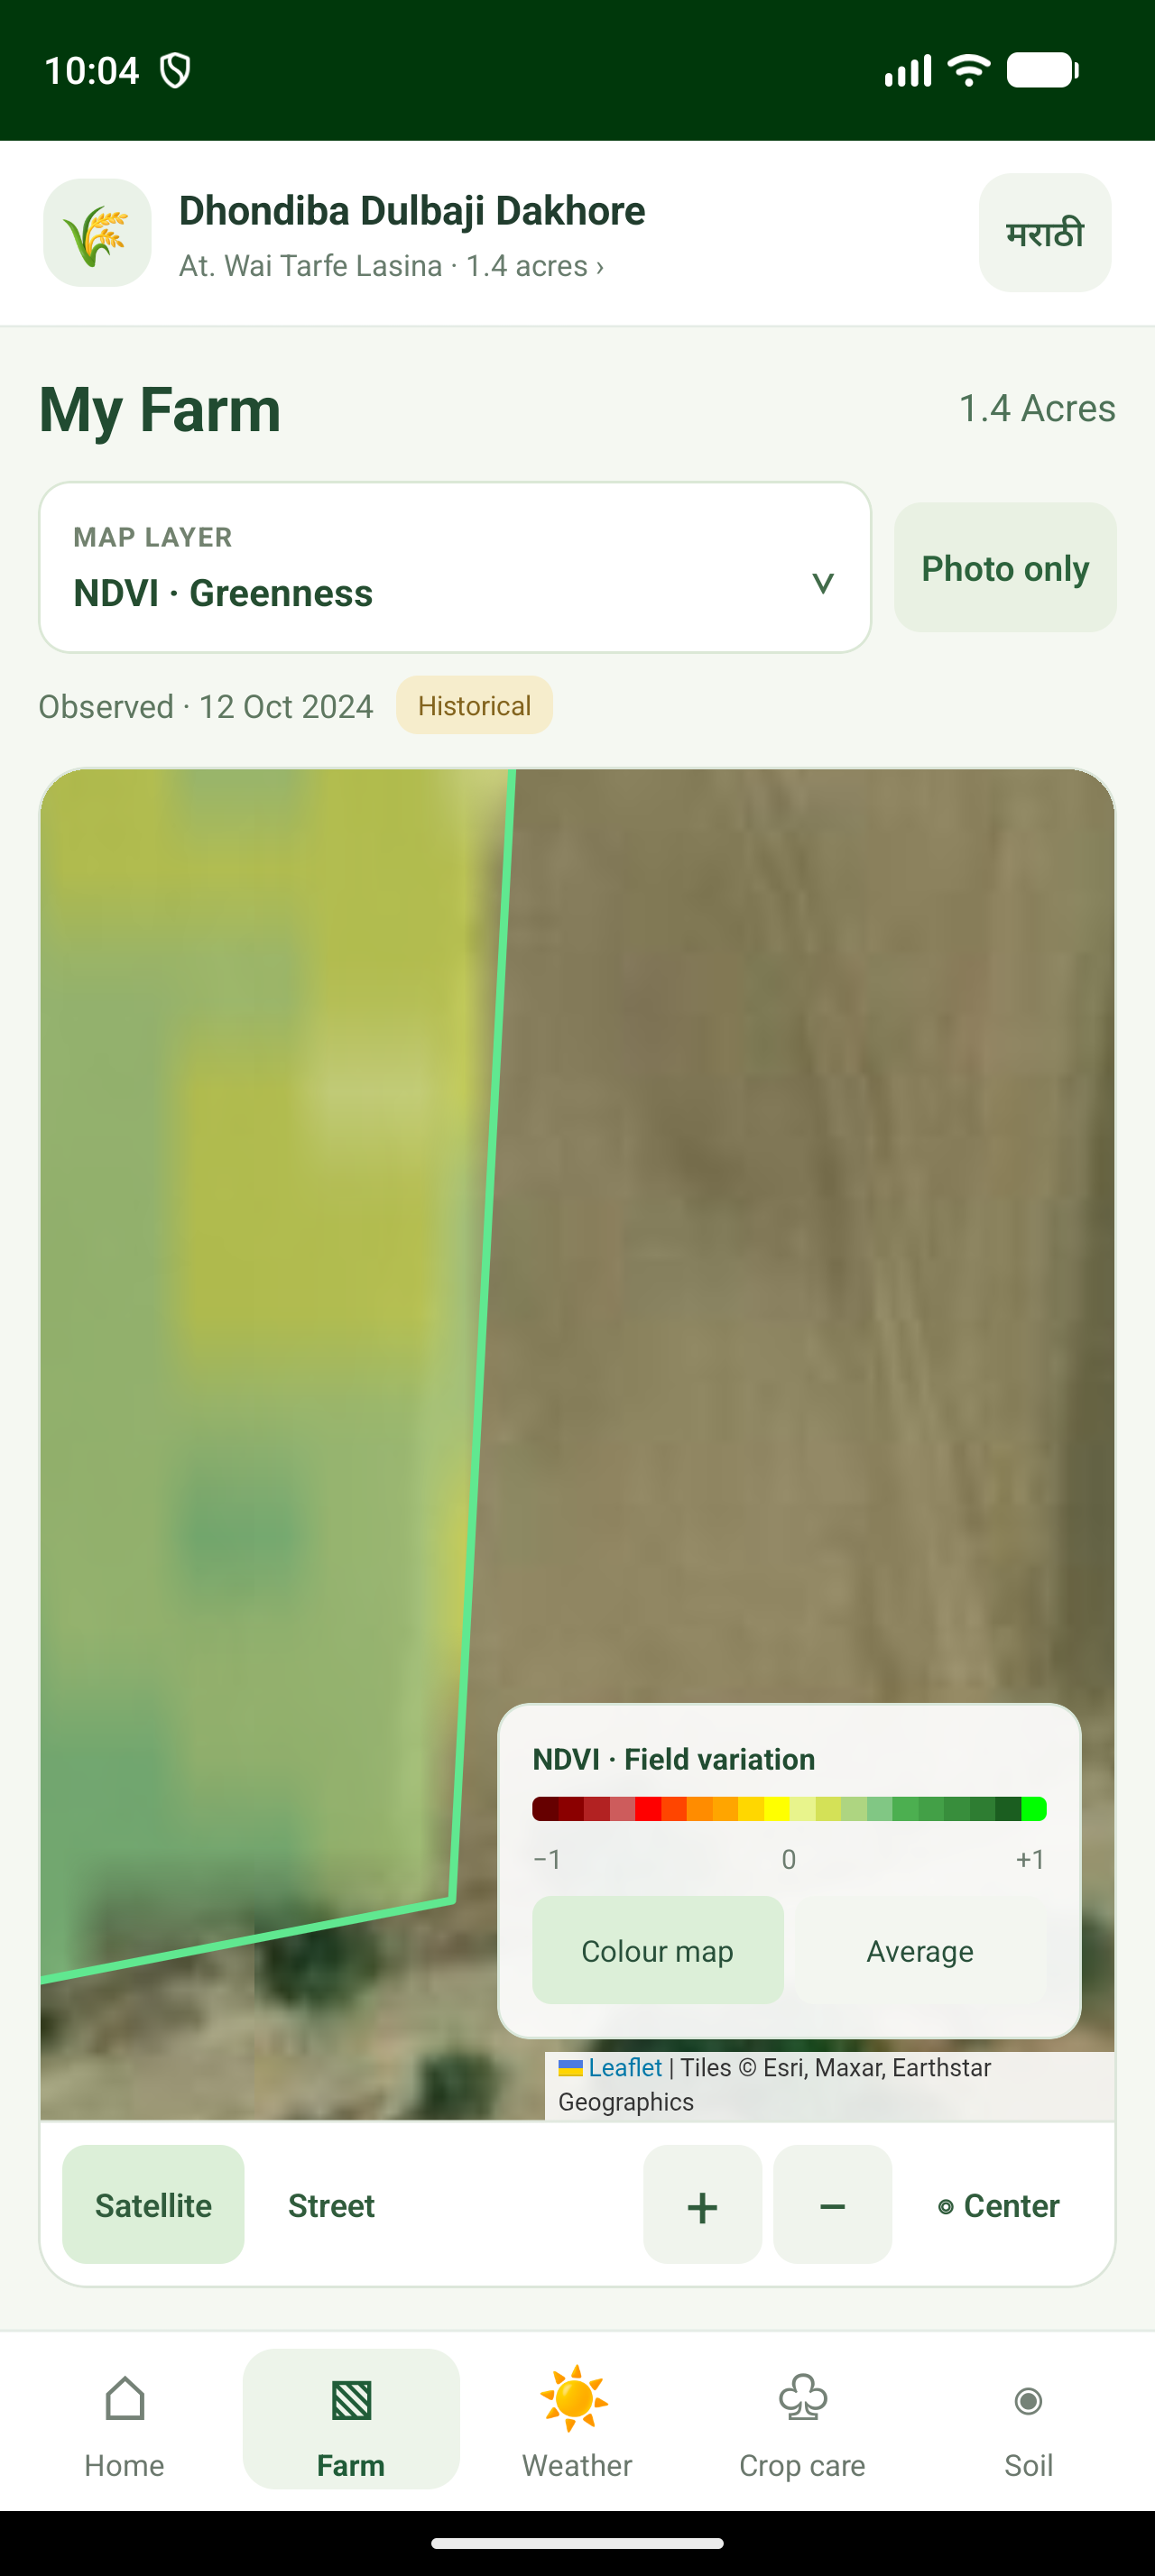 10:04
Dhondiba Dulbaji Dakhore
At. Wai Tarfe Lasina · 1.4 acres ›
मराठी
My Farm
1.4 Acres
MAP LAYER
NDVI · Greenness
Photo only
Observed · 12 Oct 2024
Historical
NDVI · Field variation
−1 0 +1
Colour map
Average
Leaflet | Tiles © Esri, Maxar, Earthstar
Geographics
Satellite
Street
+
−
Center
Home
Farm
Weather
Crop care
Soil